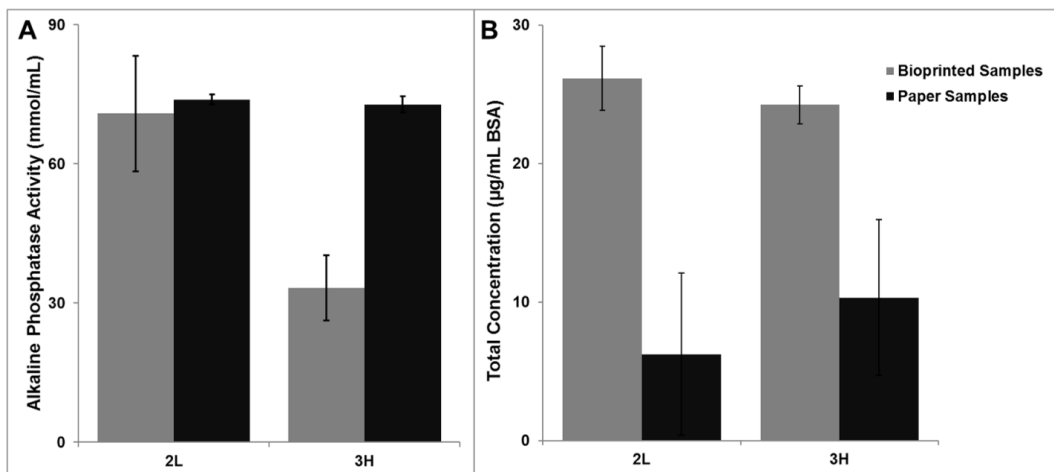 A
Alkaline Phosphatase Activity (mmol/mL)
90
60
30
0
2L
3H
B
Total Concentration (µg/mL BSA)
30
20
10
0
2L
3H
Bioprinted Samples
Paper Samples